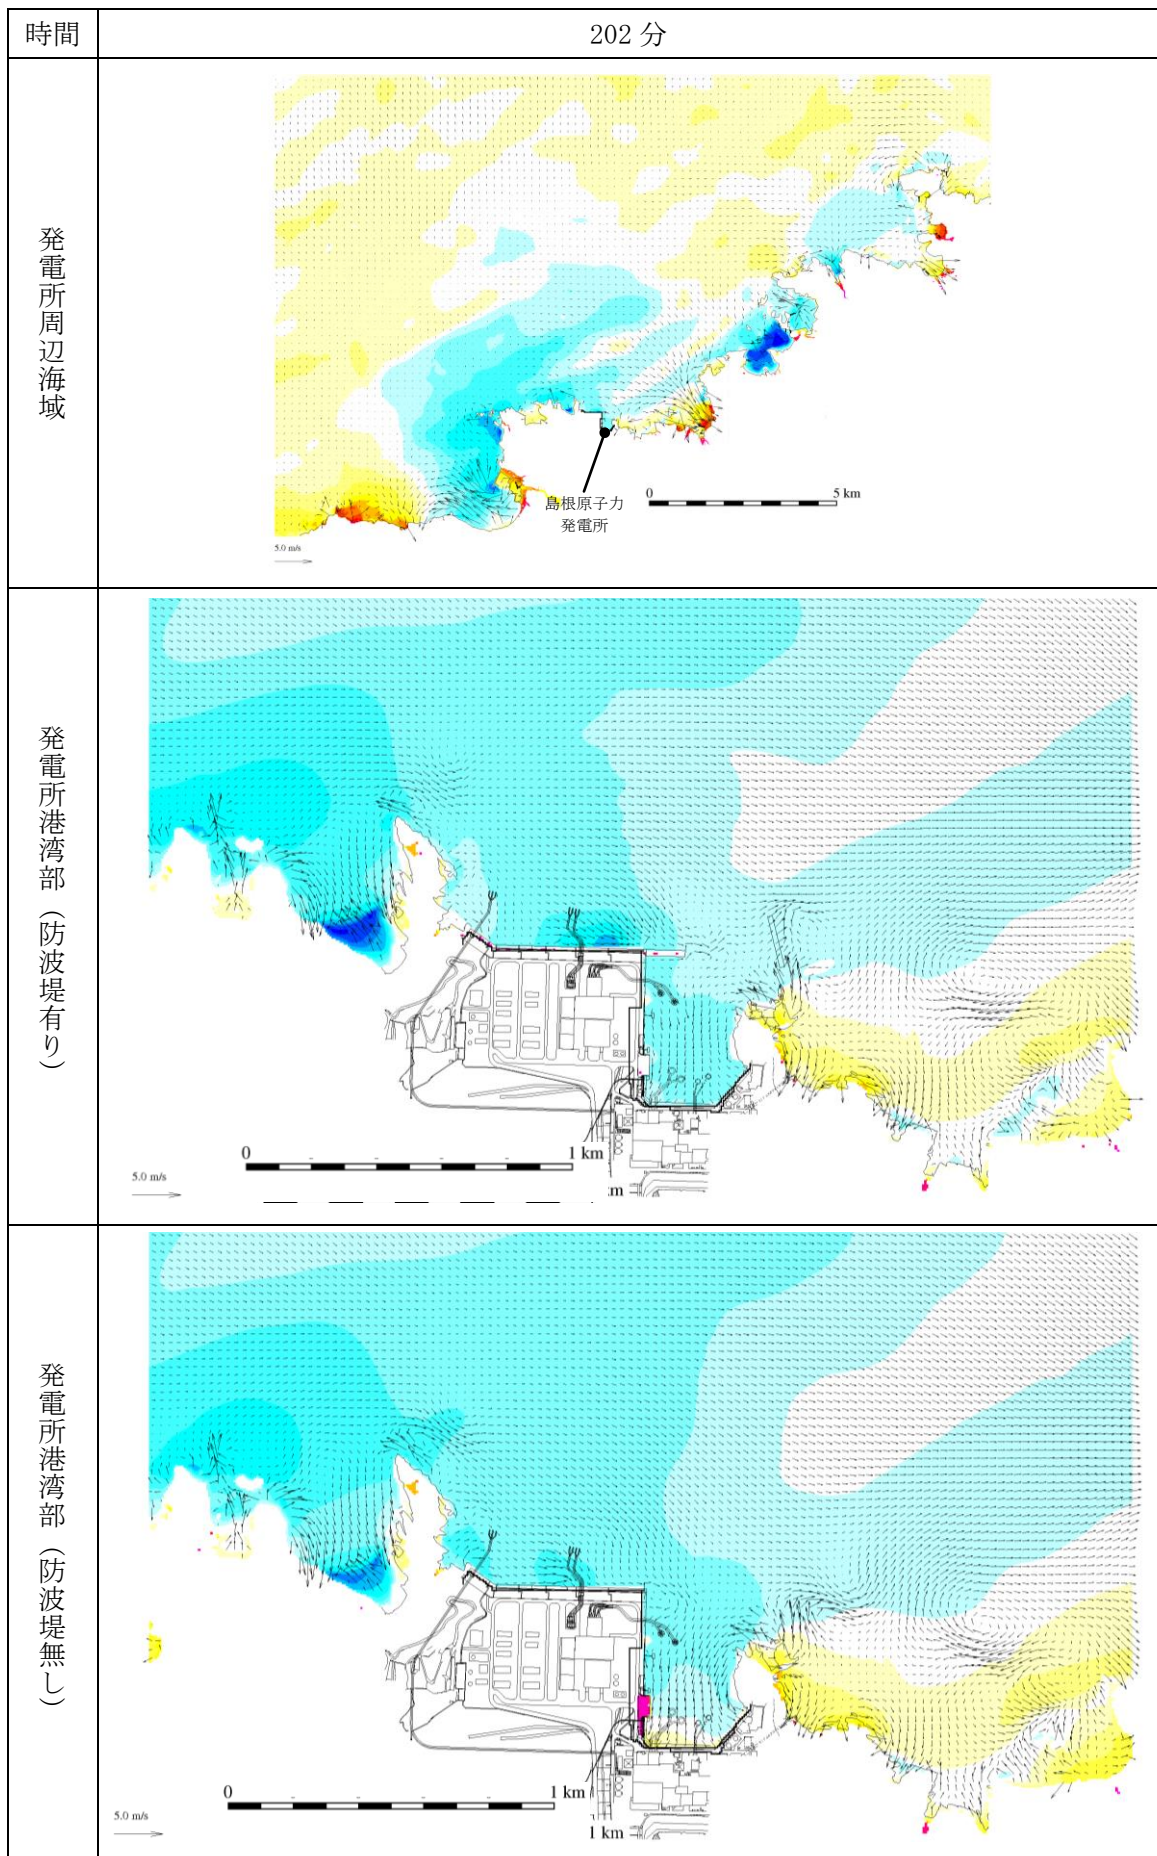 時間
202 分
発電所周辺海域
島根原子力
発電所
0 5 km
5.0 m/s
発電所港湾部（防波堤有り）
0 1 km
5.0 m/s
km
発電所港湾部（防波堤無し）
0 1 km
5.0 m/s
1 km